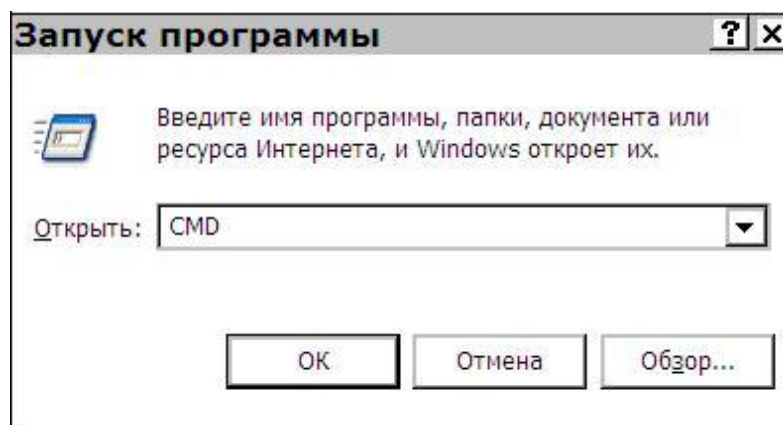 Запуск программы
Введите имя программы, папки, документа или
ресурса Интернета, и Windows откроет их.
Открыть: CMD
ОК Отмена Обзор...